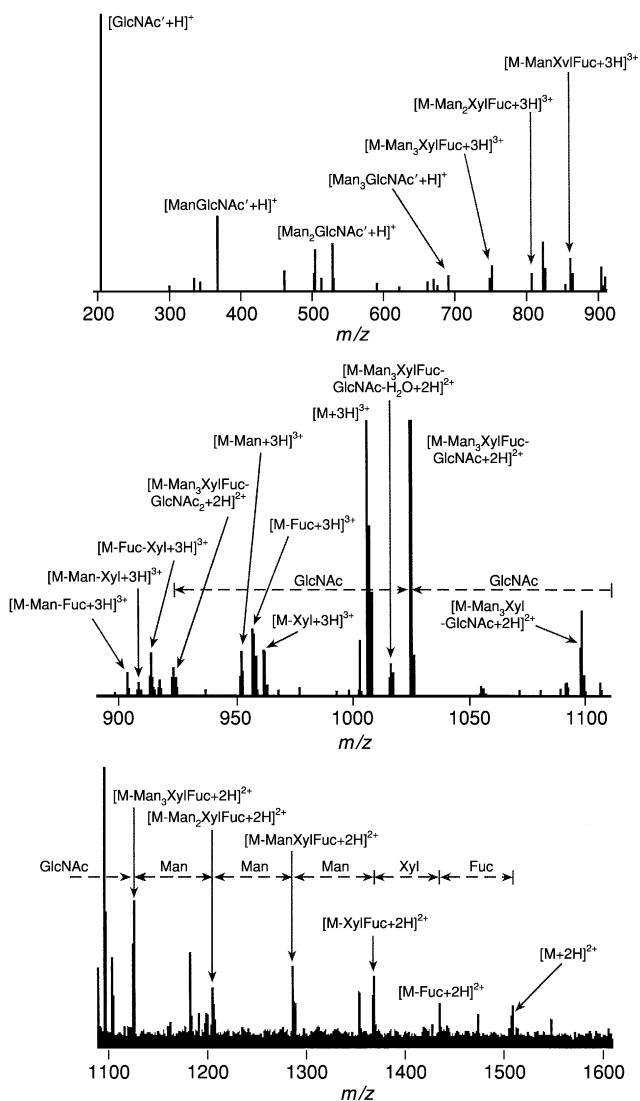 [GlcNAc′+H]⁺
[M-ManXylFuc+3H]³⁺
[M-Man₂XylFuc+3H]³⁺
[M-Man₃XylFuc+3H]³⁺
[Man₃GlcNAc′+H]⁺
[ManGlcNAc′+H]⁺
[Man₂GlcNAc′+H]⁺
200 300 400 500 600 700 800 900
m/z
[M-Man₃XylFuc-
GlcNAc-H₂O+2H]²⁺
[M+3H]³⁺
[M-Man+3H]³⁺
[M-Man₃XylFuc-
GlcNAc+2H]²⁺
[M-Man₃XylFuc-
GlcNAc₂+2H]²⁺
[M-Fuc+3H]³⁺
[M-Fuc-Xyl+3H]³⁺
GlcNAc GlcNAc
[M-Man-Xyl+3H]³⁺
[M-Man-Fuc+3H]³⁺
[M-Xyl+3H]³⁺
[M-Man₃Xyl
-GlcNAc+2H]²⁺
900 950 1000 1050 1100
m/z
[M-Man₃XylFuc+2H]²⁺
[M-Man₂XylFuc+2H]²⁺
[M-ManXylFuc+2H]²⁺
GlcNAc Man Man Man Xyl Fuc
[M-XylFuc+2H]²⁺
[M+2H]²⁺
[M-Fuc+2H]²⁺
1100 1200 1300 1400 1500 1600
m/z